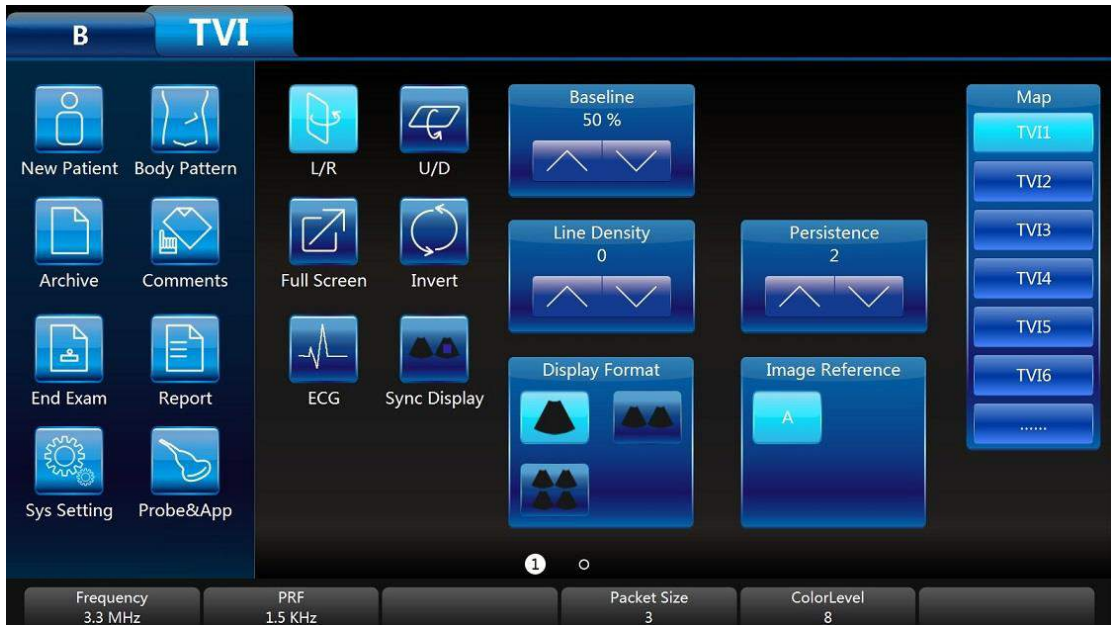 B
TVI
New Patient
Body Pattern
Archive
Comments
End Exam
Report
Sys Setting
Probe&App
L/R
U/D
Full Screen
Invert
ECG
Sync Display
Baseline
50 %
Line Density
0
Persistence
2
Display Format
Image Reference
A
Map
TVI1
TVI2
TVI3
TVI4
TVI5
TVI6
......
1
Frequency
3.3 MHz
PRF
1.5 KHz
Packet Size
3
ColorLevel
8